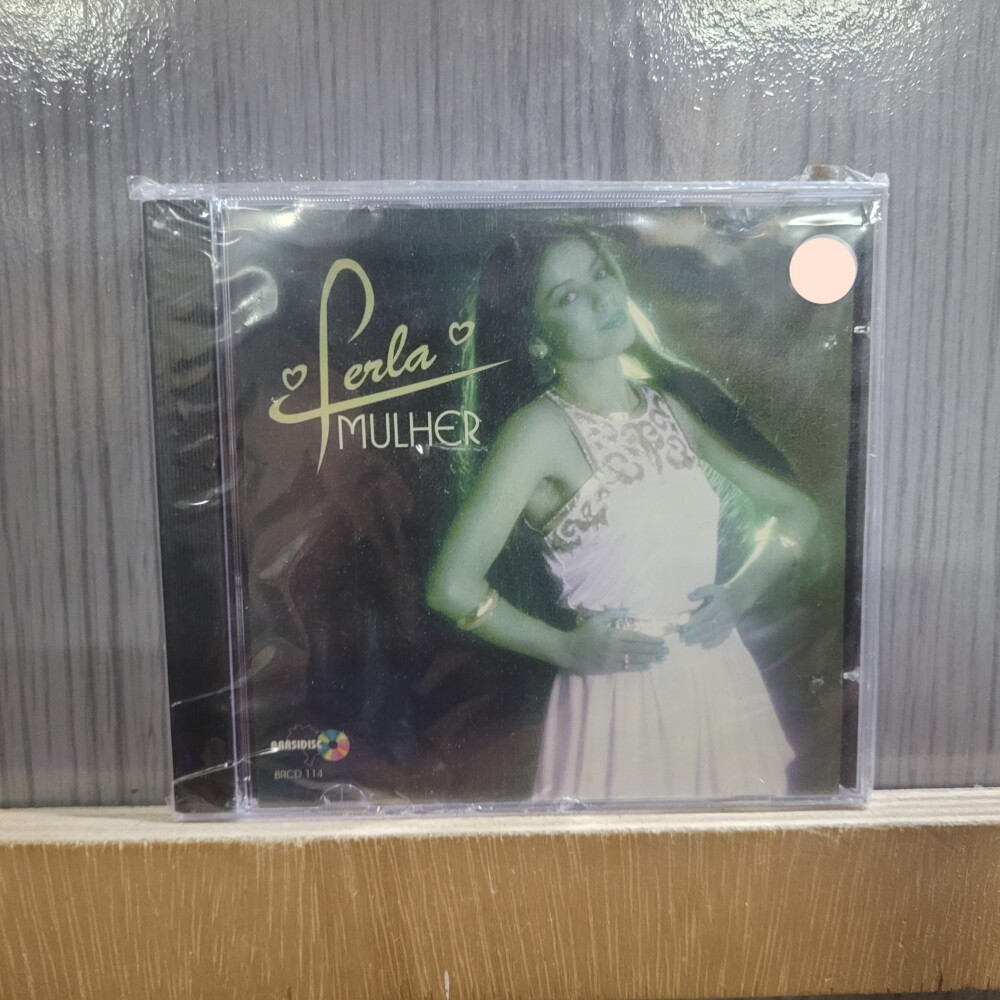 Perla
MULHER
BRASIDISC
BRCD 114